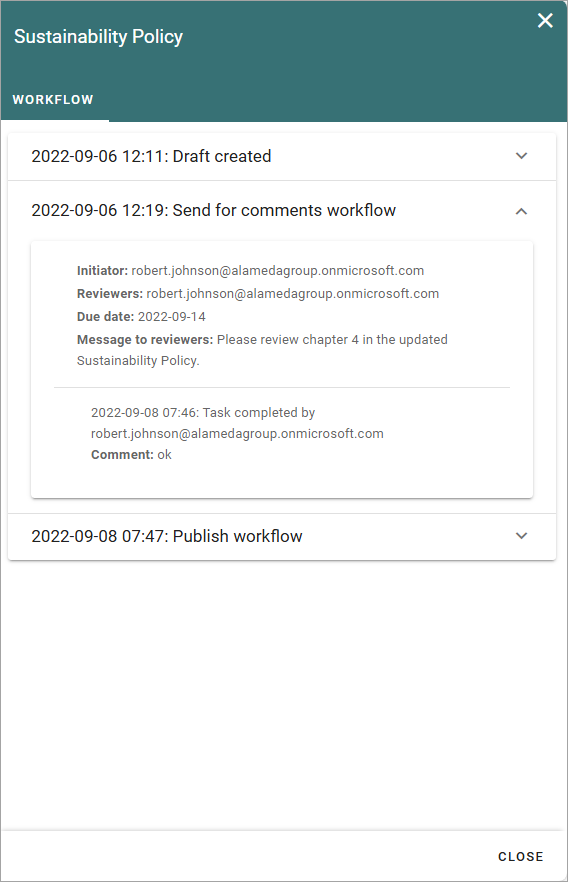 Sustainability Policy
WORKFLOW
2022-09-06 12:11: Draft created
2022-09-06 12:19: Send for comments workflow
Initiator: robert.johnson@alamedagroup.onmicrosoft.com
Reviewers: robert.johnson@alamedagroup.onmicrosoft.com
Due date: 2022-09-14
Message to reviewers: Please review chapter 4 in the updated
Sustainability Policy.
2022-09-08 07:46: Task completed by
robert.johnson@alamedagroup.onmicrosoft.com
Comment: ok
2022-09-08 07:47: Publish workflow
CLOSE